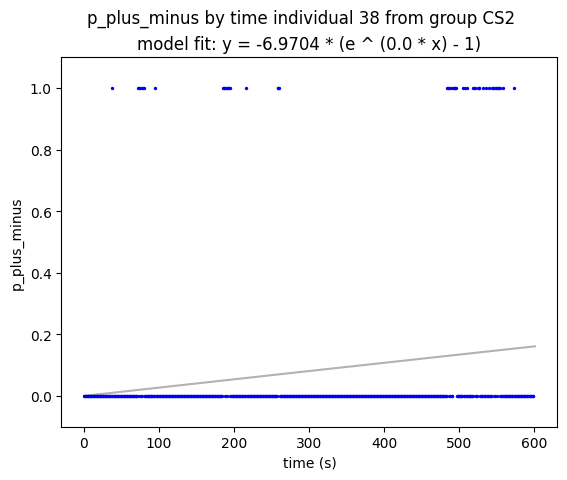 p_plus_minus by time individual 38 from group CS2
model fit: y = -6.9704 * (e ^ (0.0 * x) - 1)
1.0
0.8
0.6
0.4
0.2
0.0
p_plus_minus
0 100 200 300 400 500 600
time (s)